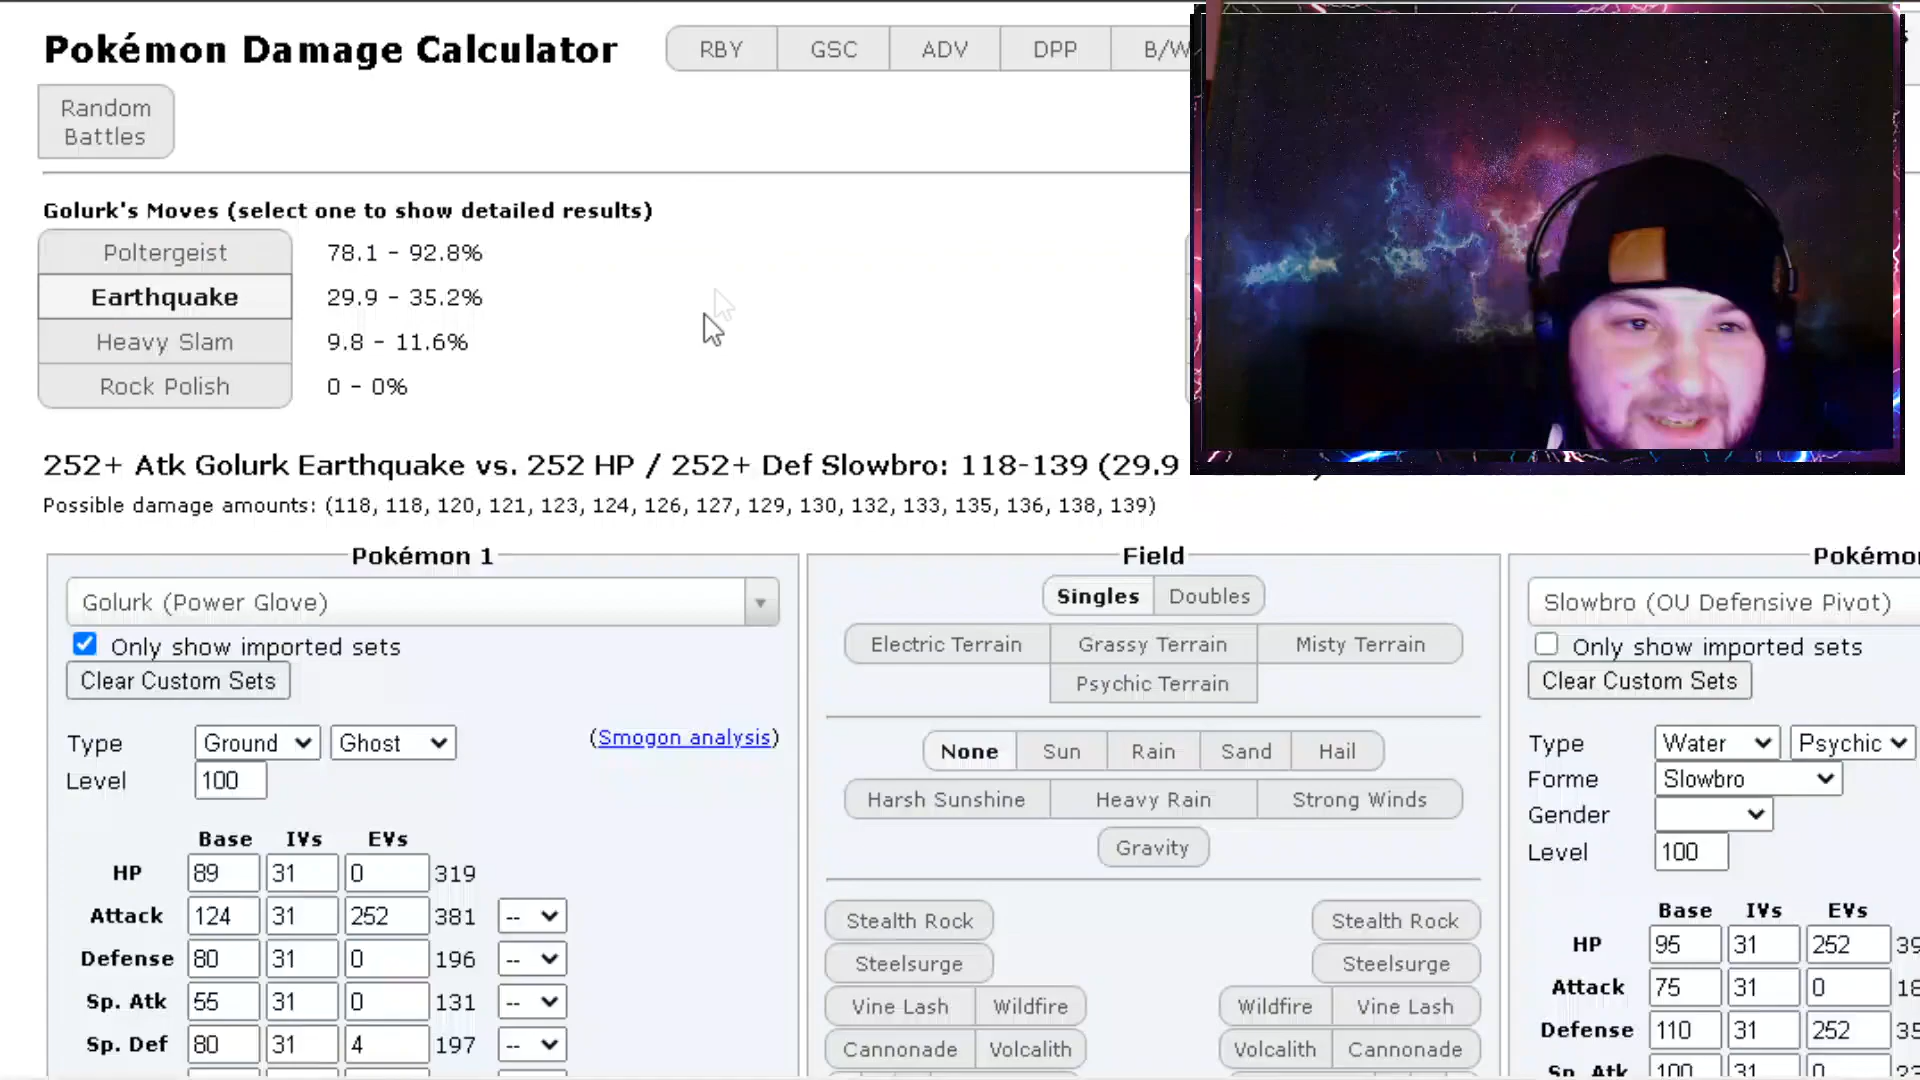 Pokémon Damage Calculator
RBY GSC ADV DPP B/W
Random
Battles
Golurk's Moves (select one to show detailed results)
Poltergeist 78.1 - 92.8%
Earthquake 29.9 - 35.2%
Heavy Slam 9.8 - 11.6%
Rock Polish 0 - 0%
252+ Atk Golurk Earthquake vs. 252 HP / 252+ Def Slowbro: 118-139 (29.9
Possible damage amounts: (118, 118, 120, 121, 123, 124, 126, 127, 129, 130, 132, 133, 135, 136, 138, 139)
Pokémon 1
Golurk (Power Glove)
Only show imported sets
Clear Custom Sets
Type Ground Ghost (Smogon analysis)
Level 100
Base IVs EVs
HP 89 31 0 319
Attack 124 31 252 381 --
Defense 80 31 0 196 --
Sp. Atk 55 31 0 131 --
Sp. Def 80 31 4 197 --
Field
Singles Doubles
Electric Terrain Grassy Terrain Misty Terrain
Psychic Terrain
None Sun Rain Sand Hail
Harsh Sunshine Heavy Rain Strong Winds
Gravity
Stealth Rock Stealth Rock
Steelsurge Steelsurge
Vine Lash Wildfire Wildfire Vine Lash
Cannonade Volcalith Volcalith Cannonade
Pokémo
Slowbro (OU Defensive Pivot)
Only show imported sets
Clear Custom Sets
Type Water Psychic
Forme Slowbro
Gender
Level 100
Base IVs EVs
HP 95 31 252 39
Attack 75 31 0 18
Defense 110 31 252 35
Sp. Atk 100 31 0 23